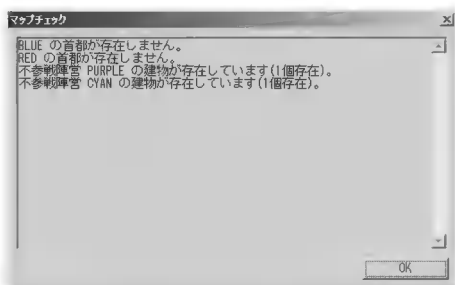 マップチェック
BLUE の首都が存在しません。
RED の首都が存在しません。
不参戦陣営 PURPLE の建物が存在しています(1個存在)。
不参戦陣営 CYAN の建物が存在しています(1個存在)。
OK